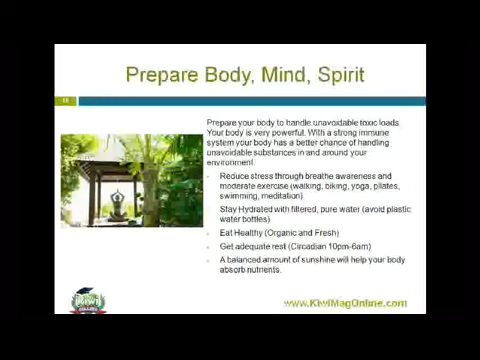 Prepare Body, Mind, Spirit
Prepare your body to handle unavoidable toxic loads.
Your body is very powerful. With a strong immune
system your body has a better chance of handling
unavoidable substances in and around your
environment.
Reduce stress through breathe awareness and
moderate exercise (walking, biking, yoga, pilates,
swimming, meditation)
Stay Hydrated with filtered, pure water (avoid plastic
water bottles)
Eat Healthy (Organic and Fresh)
Get adequate rest (Circadian 10pm-6am)
A balanced amount of sunshine will help your body
absorb nutrients.
Kiwi
COLLEGE
www.KiwiMagOnline.com